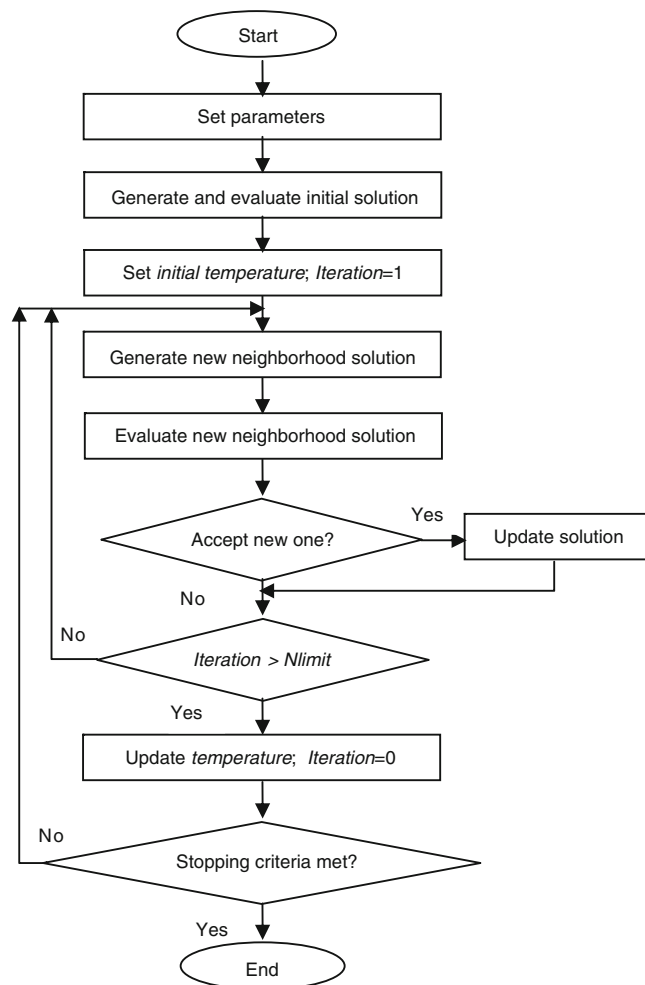 Start
Set parameters
Generate and evaluate initial solution
Set initial temperature; Iteration=1
Generate new neighborhood solution
Evaluate new neighborhood solution
Accept new one?
Yes
Update solution
No
Iteration > Nlimit
No
Yes
Update temperature; Iteration=0
Stopping criteria met?
No
Yes
End